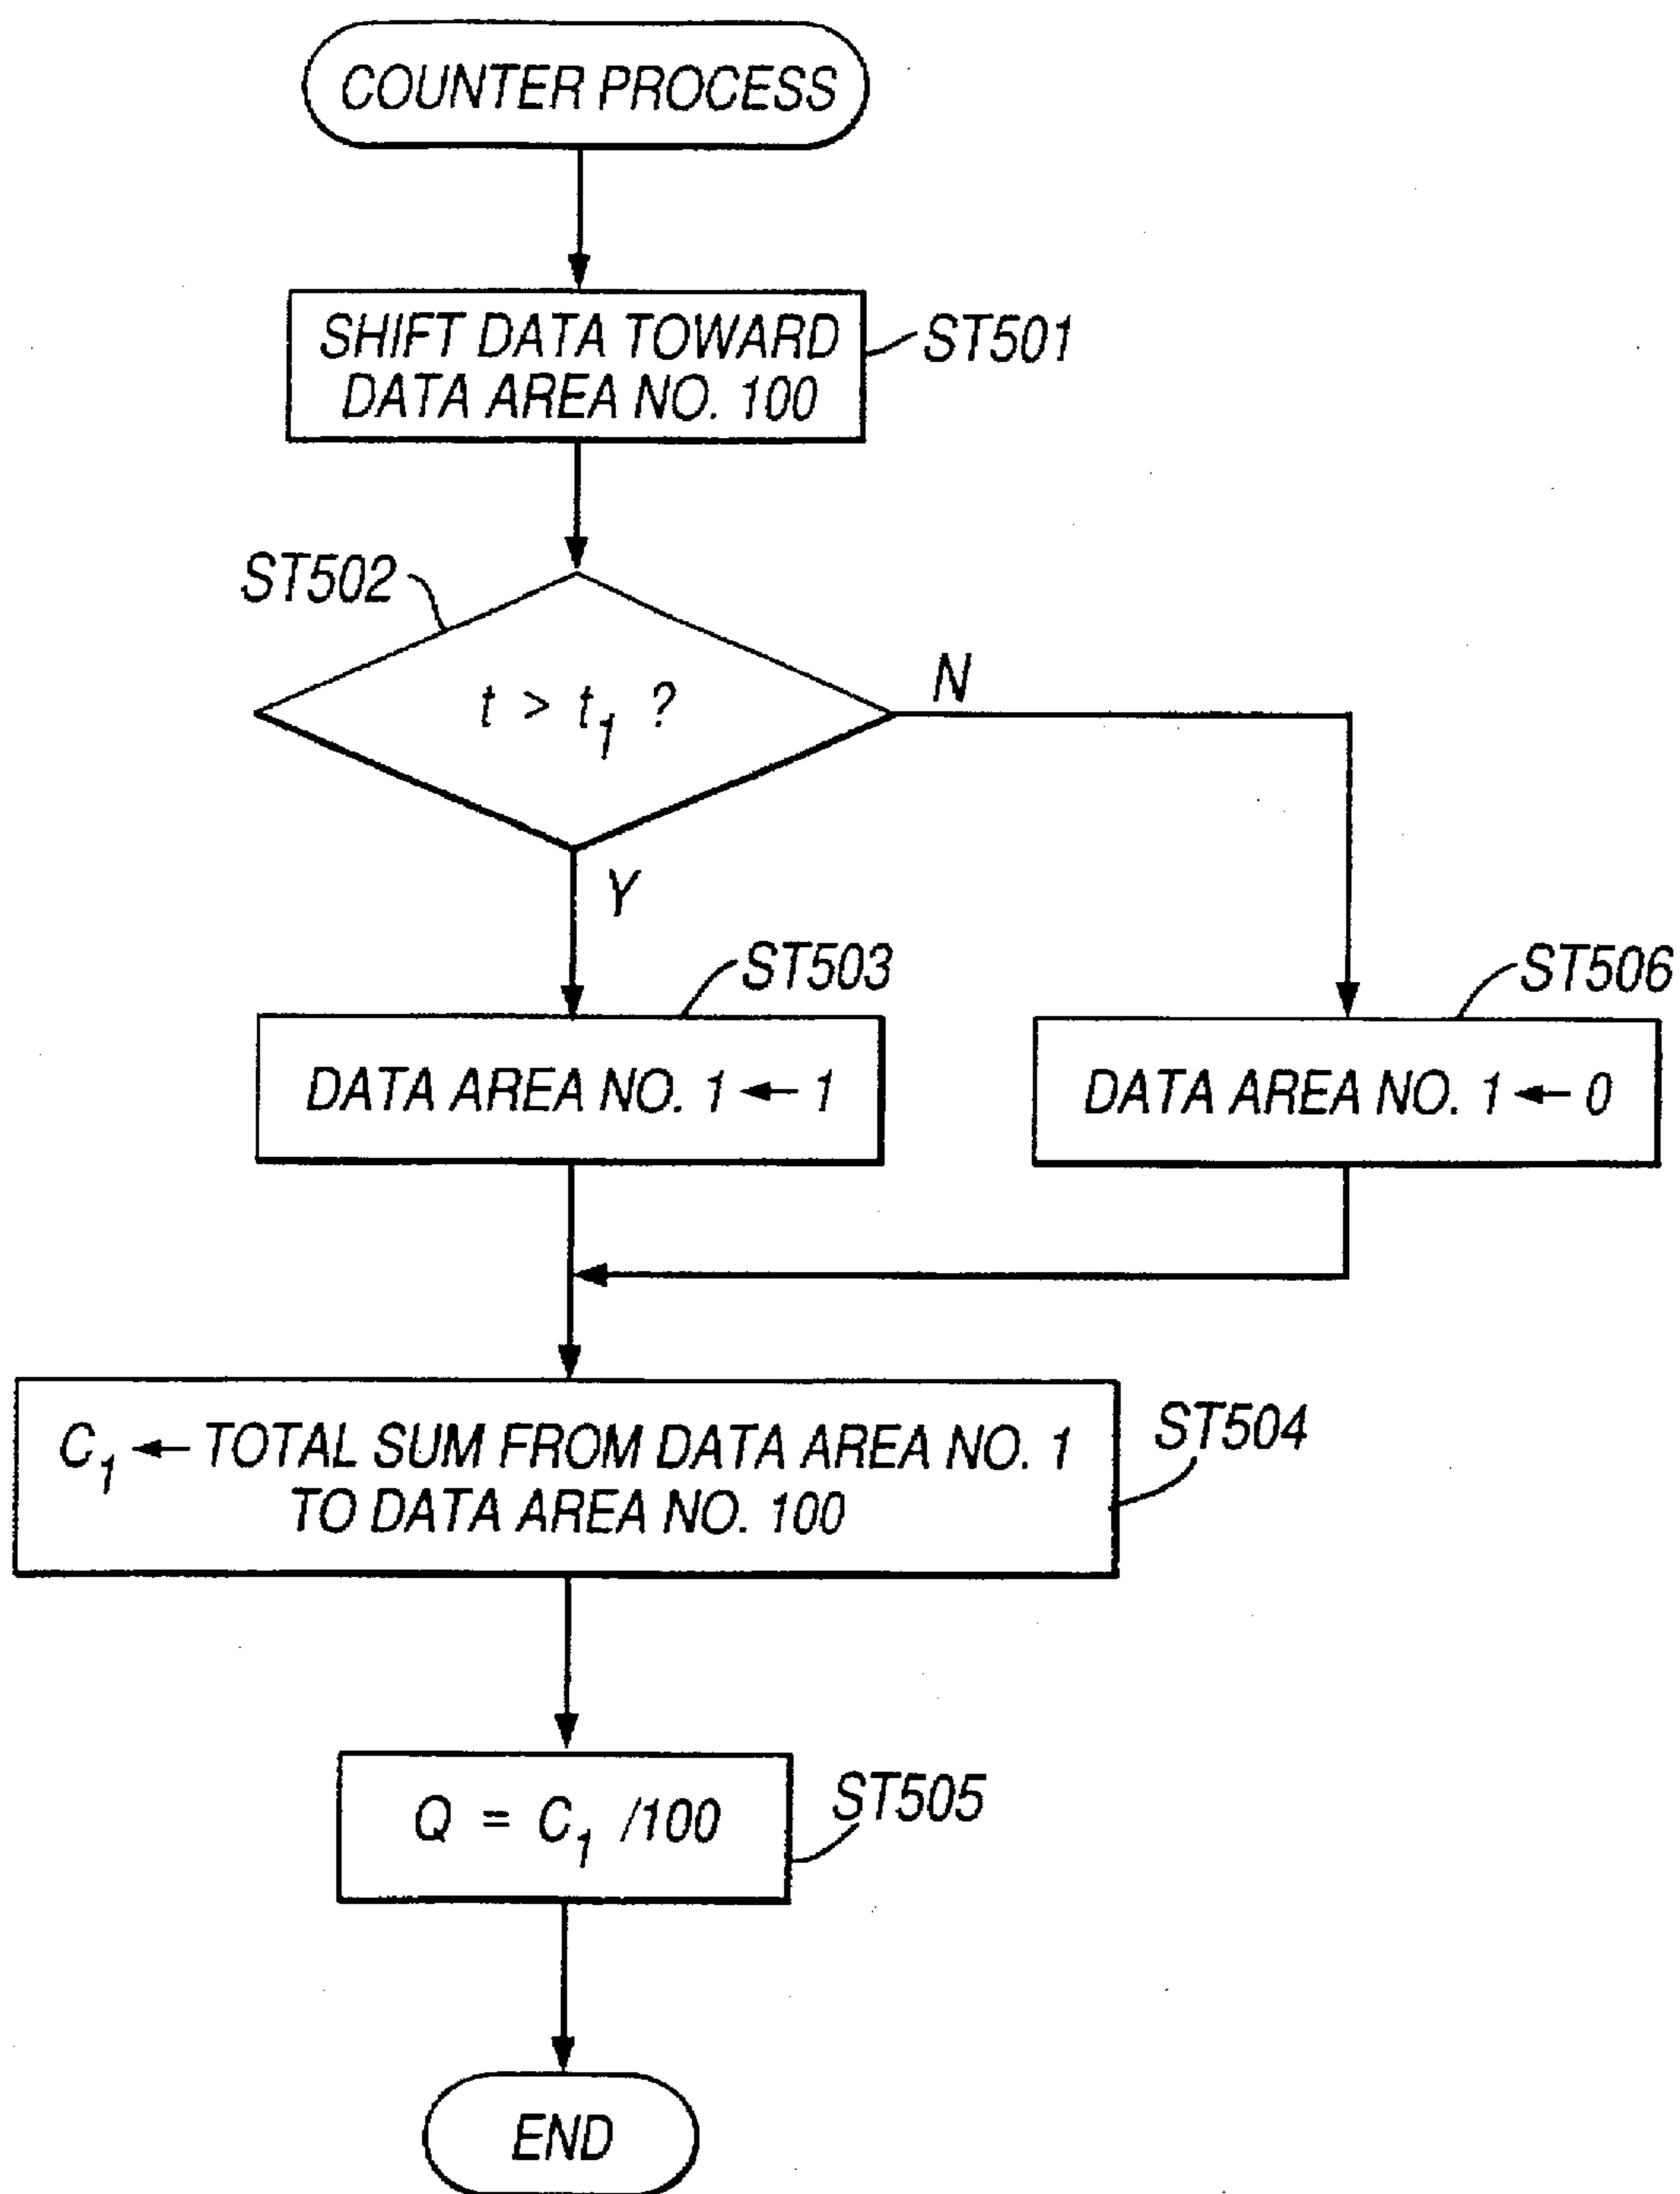 COUNTER PROCESS
SHIFT DATA TOWARD
DATA AREA NO. 100
ST501
ST502
t > t₁ ?
N
Y
ST503
DATA AREA NO. 1 ← 1
ST506
DATA AREA NO. 1 ← 0
C₁ ← TOTAL SUM FROM DATA AREA NO. 1
TO DATA AREA NO. 100
ST504
Q = C₁ /100
ST505
END